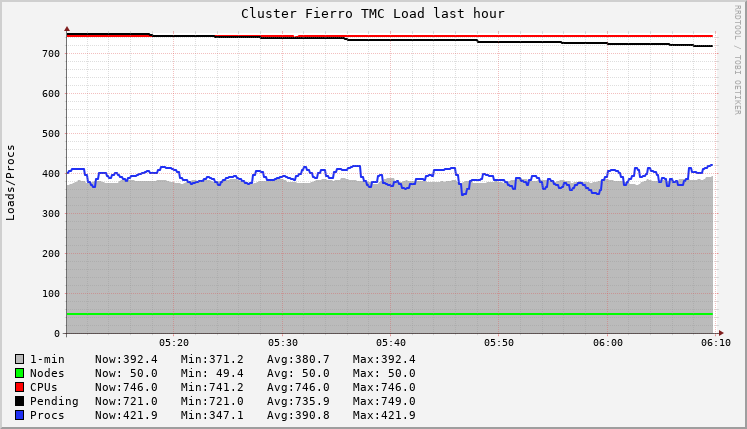 Cluster Fierro TMC Load last hour
RRDTOOL / TOBI OETIKER
Loads/Procs
700
600
500
400
300
200
100
0
05:20 05:30 05:40 05:50 06:00 06:10
1-min Now:392.4 Min:371.2 Avg:380.7 Max:392.4
Nodes Now: 50.0 Min: 49.4 Avg: 50.0 Max: 50.0
CPUs Now:746.0 Min:741.2 Avg:746.0 Max:746.0
Pending Now:721.0 Min:721.0 Avg:735.9 Max:749.0
Procs Now:421.9 Min:347.1 Avg:390.8 Max:421.9